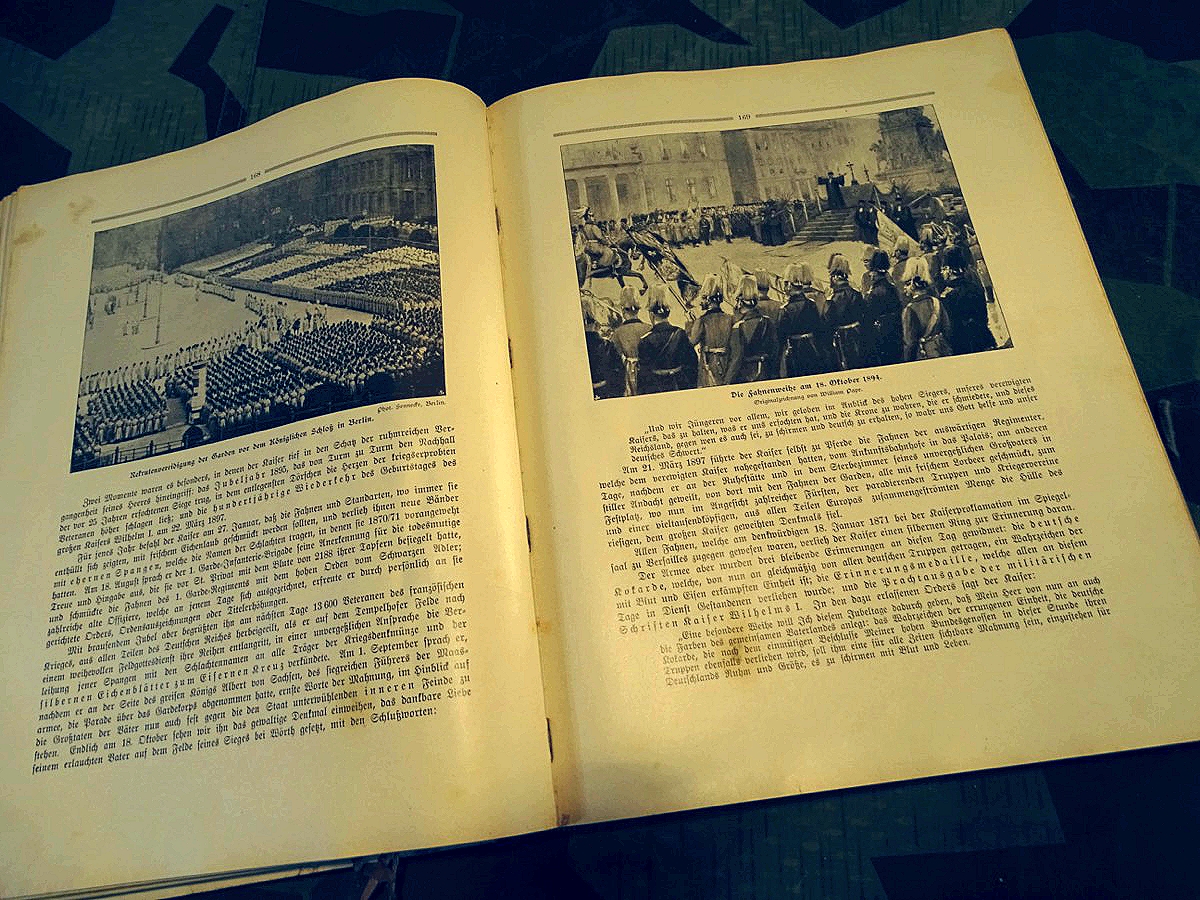 168
Phot. Sennecke, Berlin.
Rekrutenvereidigung der Garden vor dem Königlichen Schloß in Berlin.
Zwei Momente waren es besonders, in denen der Kaiser tief in den Schatz der ruhmreichen Ver-
gangenheit seines Heeres hineingriff: das Jubeljahr 1895, das von Turm zu Turm den Nachhall
der vor 25 Jahren erfochtenen Siege trug, in dem entlegensten Dörfchen die Herzen der kriegserprobten
Veteranen höher schlagen ließ; und die hundertjährige Wiederkehr des Geburtstages des
großen Kaisers Wilhelm I. am 22. März 1897.
Für jenes Jahr befahl der Kaiser am 27. Januar, daß die Fahnen und Standarten, wo immer sie
enthüllt sich zeigten, mit frischem Eichenlaub geschmückt werden sollten, und verlieh ihnen neue Bänder
mit ehernen Spangen, welche die Namen der Schlachten tragen, in denen sie 1870/71 vorangeweht
hatten. Am 18. August sprach er der 1. Garde-Infanterie-Brigade seine Anerkennung für die todesmutige
Treue und Hingabe aus, die sie vor St. Privat mit dem Blute von 2188 ihrer Tapfern besiegelt hatte,
und schmückte die Fahnen des 1. Garde-Regiments mit dem hohen Orden vom Schwarzen Adler;
zahlreiche alte Offiziere, welche an jenem Tag sich ausgezeichnet, erfreute er durch persönlich an sie
gerichtete Orders, Ordensauszeichnungen oder Titelerhöhungen.
Mit brausendem Jubel aber begrüßten ihn am nächsten Tage 13 600 Veteranen des französischen
Krieges, aus allen Teilen des Deutschen Reichs herbeigeeilt, als er auf dem Tempelhofer Felde nach
einem weihevollen Feldgottesdienst ihre Reihen entlangritt, in einer unvergeßlichen Ansprache die Ver-
leihung jener Spangen mit den Schlachtennamen an alle Träger der Kriegsdenkmünze und der
silbernen Eichenblätter zum Eisernen Kreuz verkündete. Am 1. September sprach er,
nachdem er an der Seite des greisen Königs Albert von Sachsen, des siegreichen Führers der Maas-
armee, die Parade über das Gardekorps abgenommen hatte, ernste Worte der Mahnung, im Hinblick auf
die Großtaten der Väter nun auch fest gegen die den Staat unterwühlenden inneren Feinde zu
stehen. Endlich am 18. Oktober sehen wir ihn das gewaltige Denkmal einweihen, das dankbare Liebe
seinem erlauchten Vater auf dem Felde seines Sieges bei Wörth gesetzt, mit den Schlußworten:
169
Die Fahnenweihe am 18. Oktober 1894.
Originalzeichnung von William Pape.
„Und wir Jüngeren vor allem, wir geloben im Anblick des hohen Siegers, unseres verewigten
Kaisers, das zu halten, was er uns erfochten hat, und die Krone zu wahren, die er schmiedete, und dieses
Reichsland, gegen wen es auch sei, zu schirmen und deutsch zu erhalten, so wahr uns Gott helfe und unser
deutsches Schwert.“
Am 21. März 1897 führte der Kaiser selbst zu Pferde die Fahnen der auswärtigen Regimenter,
welche dem verewigten Kaiser nahegestanden hatten, vom Ankunftsbahnhofe in das Palais; am anderen
Tage, nachdem er an der Ruhestätte und in dem Sterbezimmer seines unvergeßlichen Großvaters in
stiller Andacht geweilt, von dort mit den Fahnen der Garden, alle mit frischem Lorbeer geschmückt, zum
Festplatz, wo nun im Angesicht zahlreicher Fürsten, der paradierenden Truppen und Kriegervereine
und einer vieltausendköpfigen, aus allen Teilen Europas zusammengeströmten Menge die Hülle des
riesigen, dem großen Kaiser geweihten Denkmals fiel.
Allen Fahnen, welche am denkwürdigen 18. Januar 1871 bei der Kaiserproklamation im Spiegel-
saal zu Versailles zugegen gewesen waren, verlieh der Kaiser einen silbernen Ring zur Erinnerung daran.
Der Armee aber wurden drei bleibende Erinnerungen an diesen Tag gewidmet: die deutsche
Kokarde, welche, von nun an gleichmäßig von allen deutschen Truppen getragen, ein Wahrzeichen der
mit Blut und Eisen erkämpften Einheit ist; die Erinnerungsmedaille, welche allen an diesem
Tage in Dienst Gestandenen verliehen wurde; und die Prachtausgabe der militärischen
Schriften Kaiser Wilhelms I. In den dazu erlassenen Orders sagt der Kaiser:
„Eine besondere Weihe will Ich diesem Jubeltage dadurch geben, daß Mein Heer von nun an auch
die Farben des gemeinsamen Vaterlandes anlegt: das Wahrzeichen der errungenen Einheit, die deutsche
Kokarde, die nach dem einmütigen Beschlusse Meiner hohen Bundesgenossen in dieser Stunde ihren
Truppen ebenfalls verliehen wird, soll ihm eine für alle Zeiten sichtbare Mahnung sein, einzustehen für
Deutschlands Ruhm und Größe, es zu schirmen mit Blut und Leben.